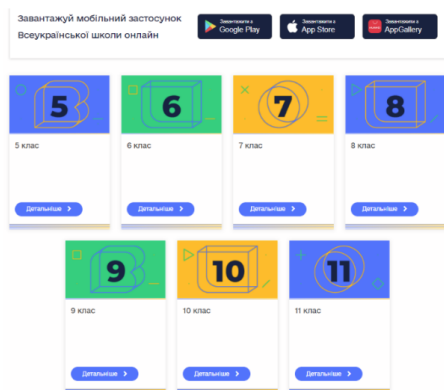 Завантажуй мобільний застосунок
Всеукраїнської школи онлайн
Завантажити з
Google Play
Завантажити з
App Store
Завантажити з
AppGallery
5
6
7
8
5 клас
6 клас
7 клас
8 клас
Детальніше
Детальніше
Детальніше
Детальніше
9
10
11
9 клас
10 клас
11 клас
Детальніше
Детальніше
Детальніше